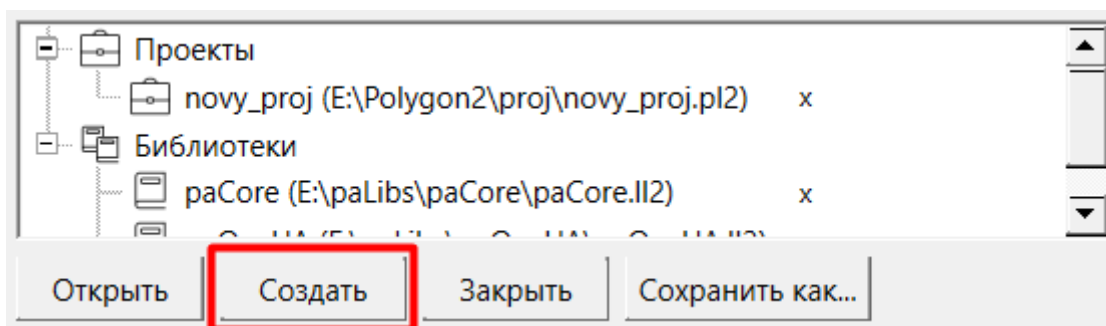 Проекты
novy_proj (E:\Polygon2\proj\novy_proj.pl2) x
Библиотеки
paCore (E:\paLibs\paCore\paCore.ll2) x
Открыть Создать Закрыть Сохранить как...